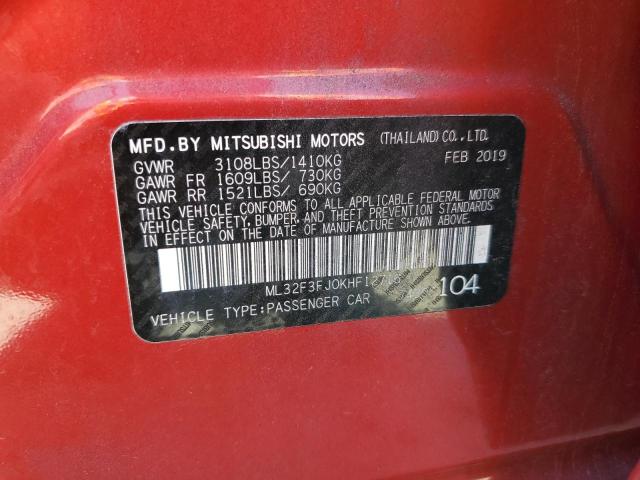 MFD.BY MITSUBISHI MOTORS (THAILAND)CO.,LTD.
GVWR 3108LBS/1410KG FEB 2019
GAWR FR 1609LBS/ 730KG
GAWR RR 1521LBS/ 690KG
THIS VEHICLE CONFORMS TO ALL APPLICABLE FEDERAL MOTOR
VEHICLE SAFETY, BUMPER, AND THEFT PREVENTION STANDARDS
IN EFFECT ON THE DATE OF MANUFACTURE SHOWN ABOVE.
104
VEHICLE TYPE:PASSENGER CAR